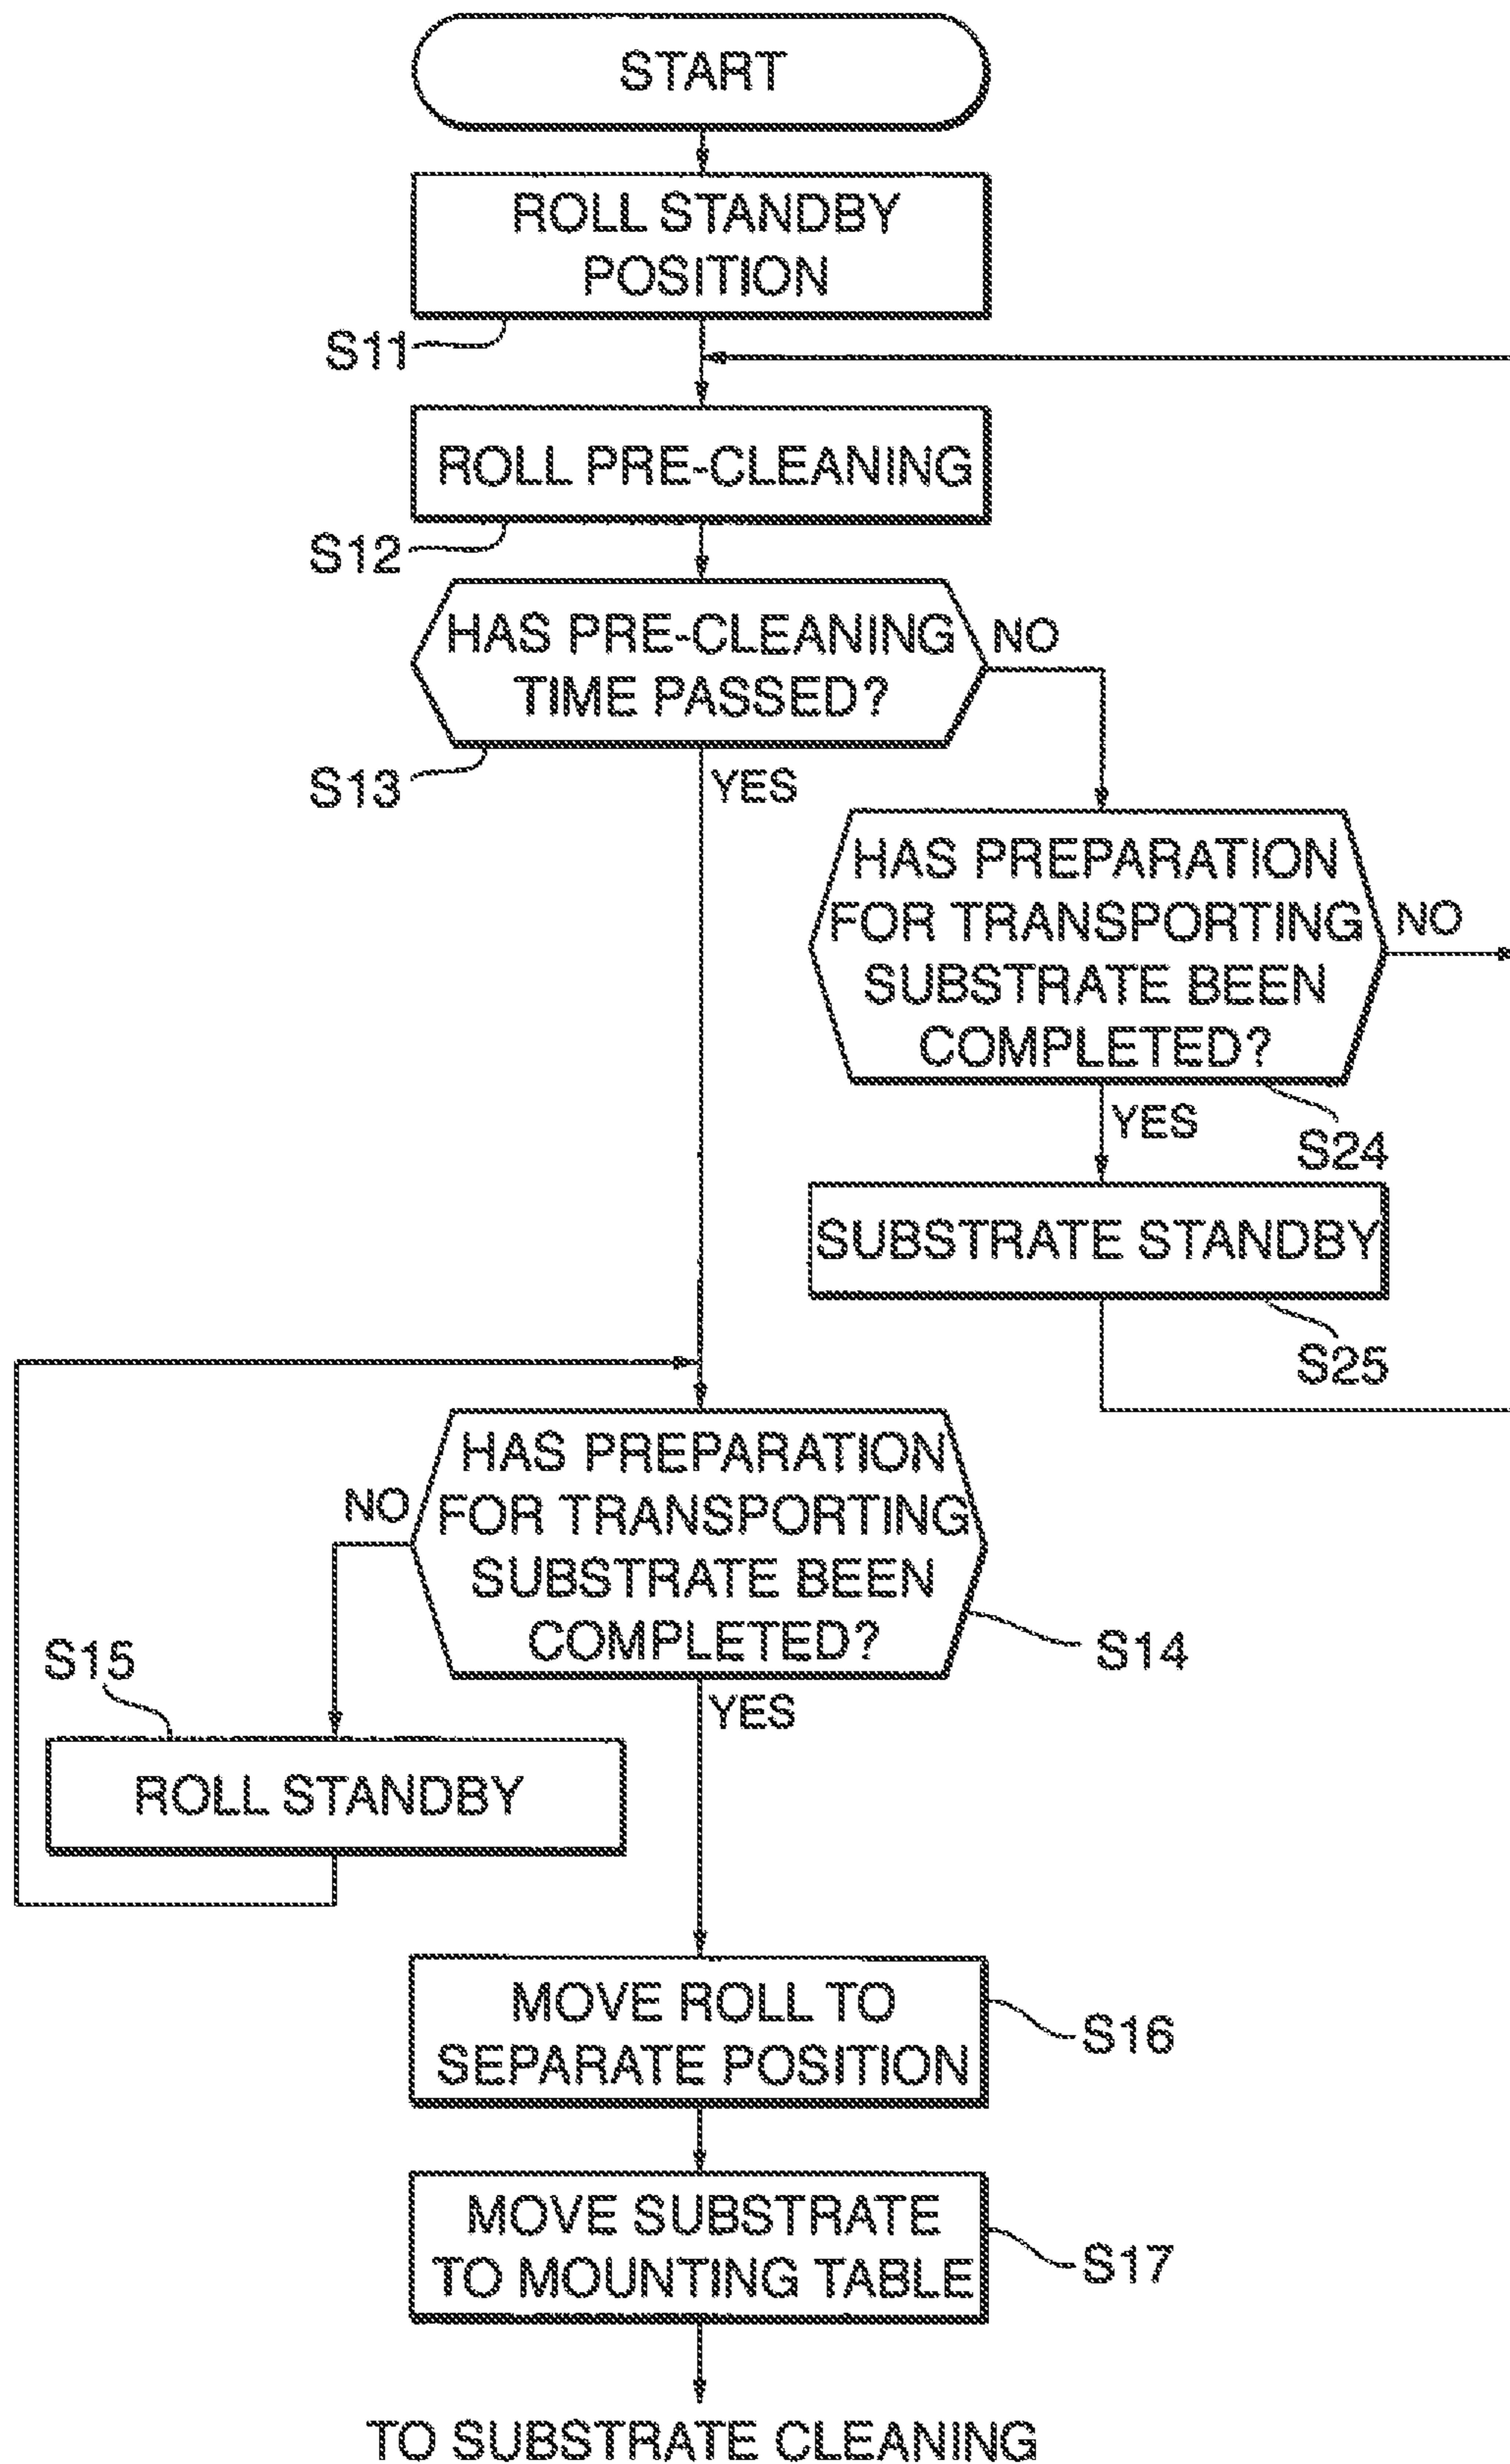 START
ROLL STANDBY
POSITION
S11
ROLL PRE-CLEANING
S12
HAS PRE-CLEANING
TIME PASSED?
NO
S13
YES
HAS PREPARATION
FOR TRANSPORTING
SUBSTRATE BEEN
COMPLETED?
NO
YES
S24
SUBSTRATE STANDBY
S25
HAS PREPARATION
FOR TRANSPORTING
SUBSTRATE BEEN
COMPLETED?
NO
S14
S15
YES
ROLL STANDBY
MOVE ROLL TO
SEPARATE POSITION
S16
MOVE SUBSTRATE
TO MOUNTING TABLE
S17
TO SUBSTRATE CLEANING